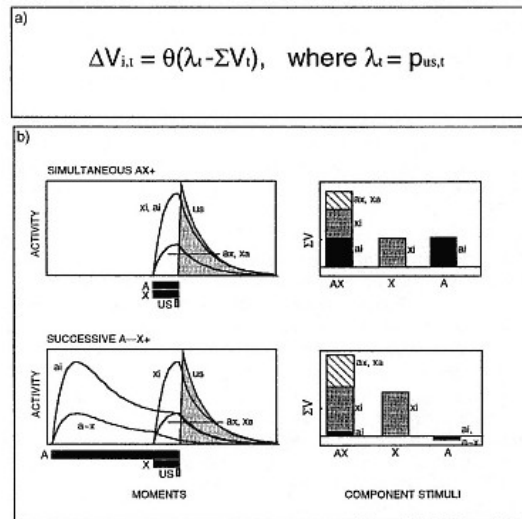 a)
ΔVi,t = θ(λt-ΣVt), where λt = pus,t
b)
SIMULTANEOUS AX+
ACTIVITY
xi, ai
us
ax, xa
A
X
US
ΣV
ax, xa
xi
ai
xi
ai
AX X A
SUCCESSIVE A—X+
ACTIVITY
ai
a~x
xi
us
ax, xa
A
X
US
MOMENTS
ΣV
ax, xa
xi
ai
xi
ai,
a~x
AX X A
COMPONENT STIMULI